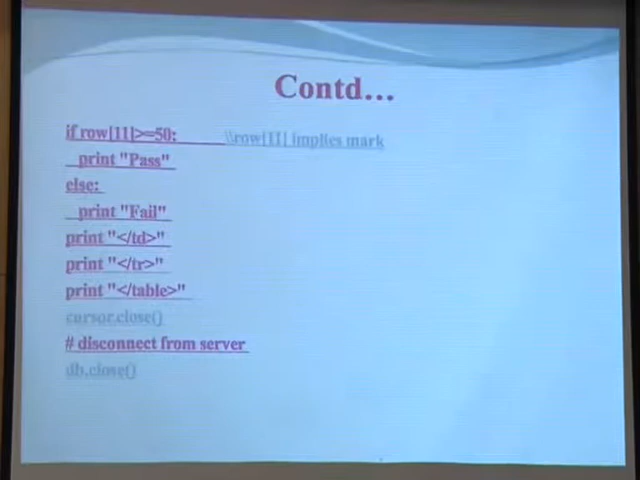 Contd...
if row[11]>=50: \\row[11] implies mark
print "Pass"
else:
print "Fail"
print "</td>"
print "</tr>"
print "</table>"
cursor.close()
# disconnect from server
db.close()